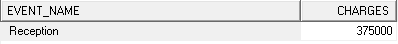 EVENT_NAME CHARGES
Reception 375000